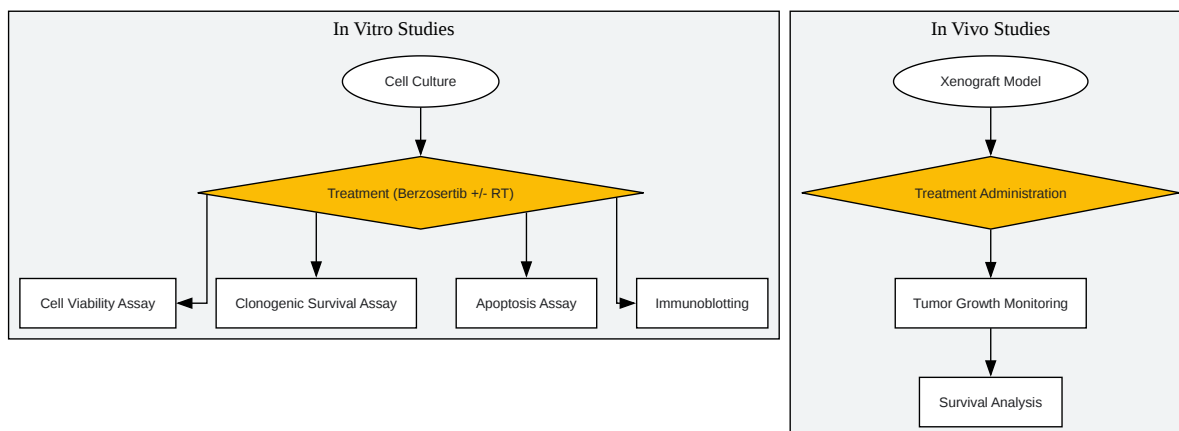 In Vitro Studies
Cell Culture
Treatment (Berzosertib +/- RT)
Cell Viability Assay
Clonogenic Survival Assay
Apoptosis Assay
Immunoblotting
In Vivo Studies
Xenograft Model
Treatment Administration
Tumor Growth Monitoring
Survival Analysis